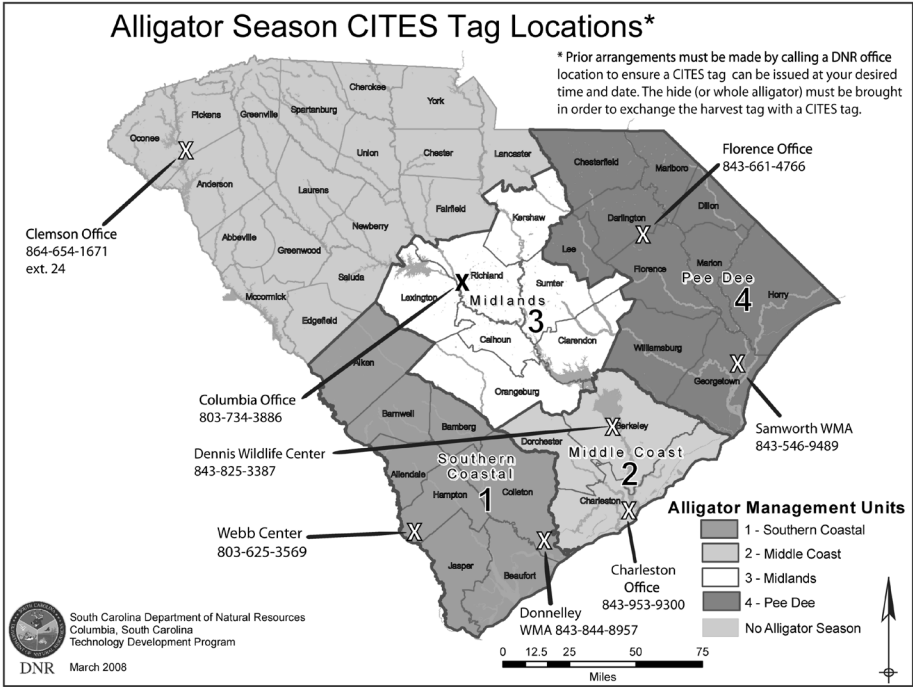 Alligator Season CITES Tag Locations*
* Prior arrangements must be made by calling a DNR office
location to ensure a CITES tag can be issued at your desired
time and date. The hide (or whole alligator) must be brought
in order to exchange the harvest tag with a CITES tag.
Cherokee
York
Spartanburg
Greenville
Pickens
Oconee
X
Union
Chester
Lancaster
Chesterfield
Marlboro
Florence Office
843-661-4766
Anderson
Laurens
Fairfield
Kershaw
Darlington
Dillon
X
Clemson Office
864-654-1671
ext. 24
Abbeville
Greenwood
Newberry
Lee
Marion
Florence
Pee Dee
4
Horry
Saluda
Mccormick
Edgefield
Lexington
X
Richland
Sumter
Midlands
3
Calhoun
Clarendon
Williamsburg
X
Georgetown
Aiken
Orangeburg
Columbia Office
803-734-3886
Barnwell
Bamberg
X
Berkeley
Samworth WMA
843-546-9489
Dennis Wildlife Center
843-825-3387
Dorchester
Middle Coast
2
Southern
Coastal
1
Allendale
Hampton
Colleton
Charleston
X
Webb Center
803-625-3569
X
X
Jasper
Beaufort
Charleston
Office
843-953-9300
Donnelley
WMA 843-844-8957
Alligator Management Units
1 - Southern Coastal
2 - Middle Coast
3 - Midlands
4 - Pee Dee
No Alligator Season
South Carolina Department of Natural Resources
Columbia, South Carolina
Technology Development Program
DNR
March 2008
0 12.5 25 50 75
Miles